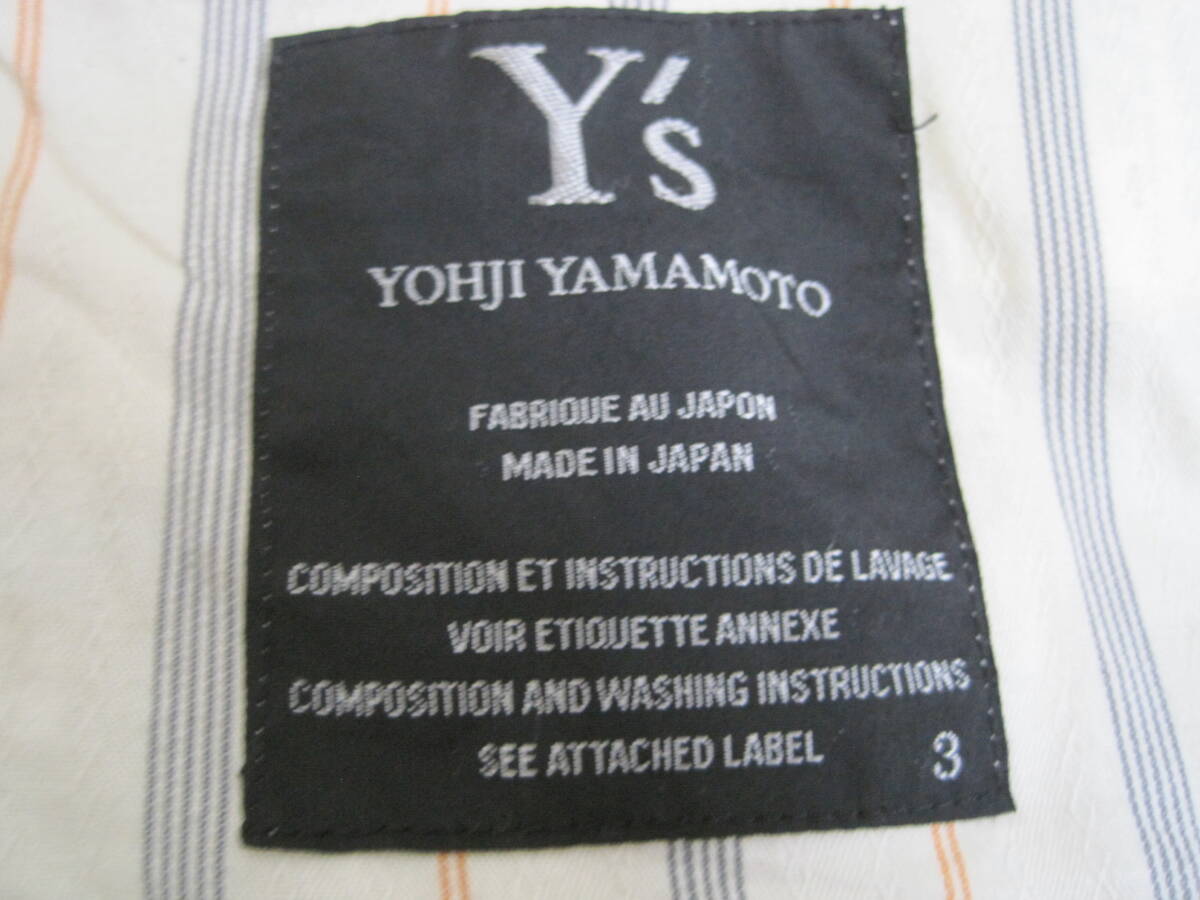 Y's
YOHJI YAMAMOTO
FABRIQUE AU JAPON
MADE IN JAPAN
COMPOSITION ET INSTRUCTIONS DE LAVAGE
VOIR ETIQUETTE ANNEXE
COMPOSITION AND WASHING INSTRUCTIONS
SEE ATTACHED LABEL 3